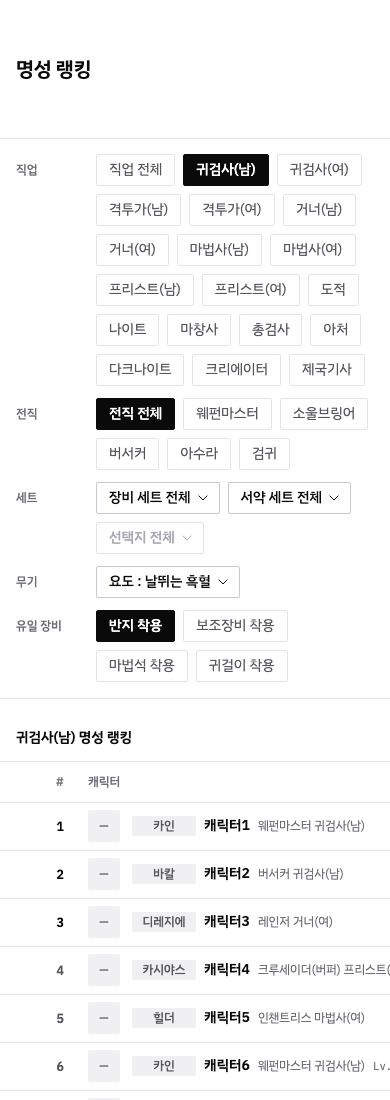 명성 랭킹
직업 직업 전체 귀검사(남) 귀검사(여)
격투가(남) 격투가(여) 거너(남)
거너(여) 마법사(남) 마법사(여)
프리스트(남) 프리스트(여) 도적
나이트 마창사 총검사 아처
다크나이트 크리에이터 제국기사
전직 전직 전체 웨펀마스터 소울브링어
버서커 아수라 검귀
세트 장비 세트 전체 서약 세트 전체
선택지 전체
무기 요도 : 날뛰는 흑혈
유일 장비 반지 착용 보조장비 착용
마법석 착용 귀걸이 착용
귀검사(남) 명성 랭킹
# 캐릭터
1 – 카인 캐릭터1 웨펀마스터 귀검사(남)
2 – 바칼 캐릭터2 버서커 귀검사(남)
3 – 디레지에 캐릭터3 레인저 거너(여)
4 – 카시야스 캐릭터4 크루세이더(버퍼) 프리스트(
5 – 힐더 캐릭터5 인챈트리스 마법사(여)
6 – 카인 캐릭터6 웨펀마스터 귀검사(남) Lv.